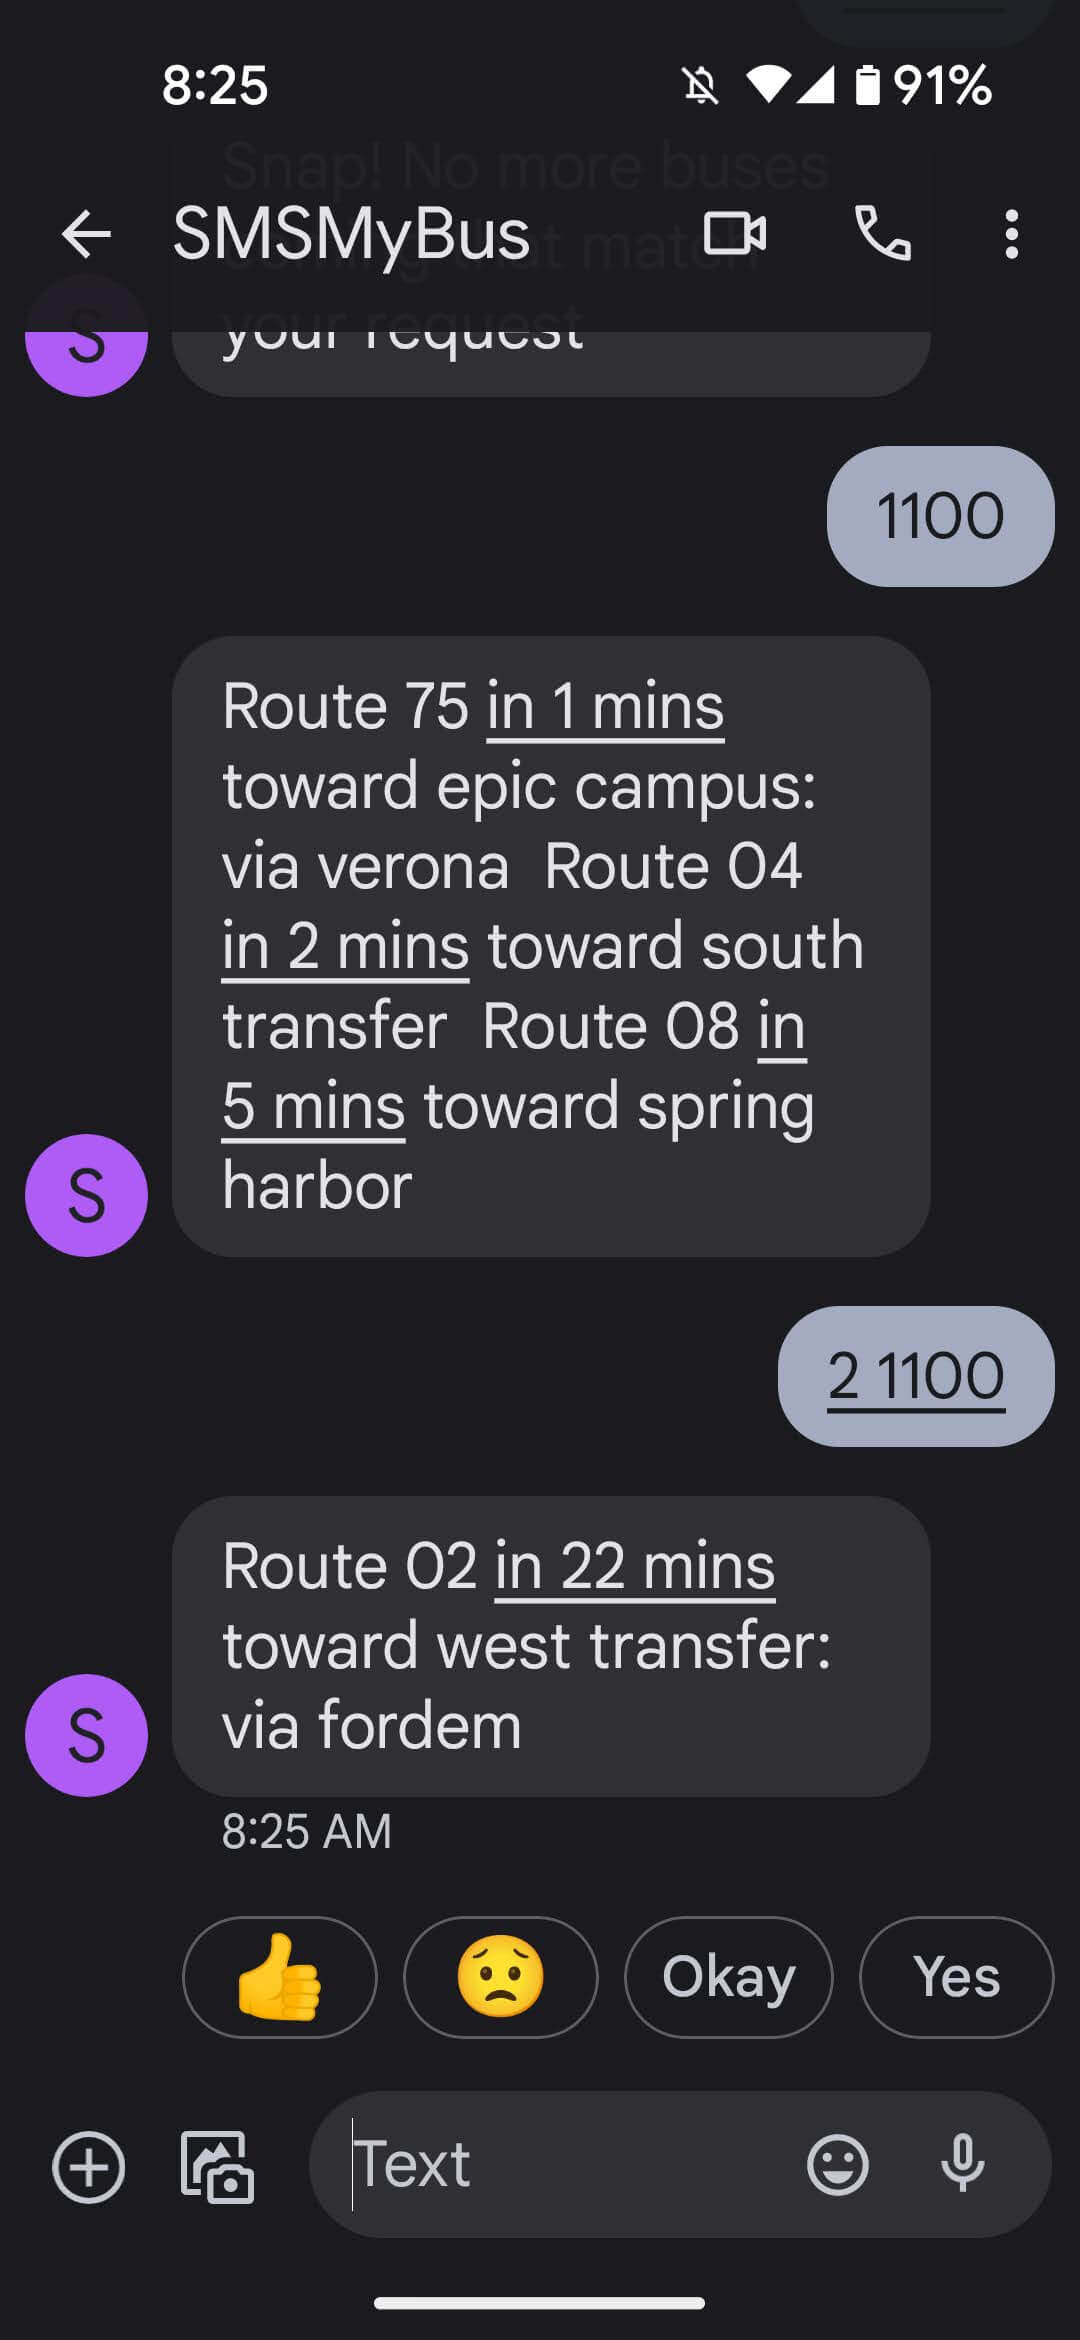 8:25 91%
Snap! No more buses
SMSMyBus
coming that match
your request
S
1100
Route 75 in 1 mins
toward epic campus:
via verona  Route 04
in 2 mins toward south
transfer  Route 08 in
5 mins toward spring
harbor
S
2 1100
Route 02 in 22 mins
toward west transfer:
via fordem
S
8:25 AM
Okay
Yes
Text